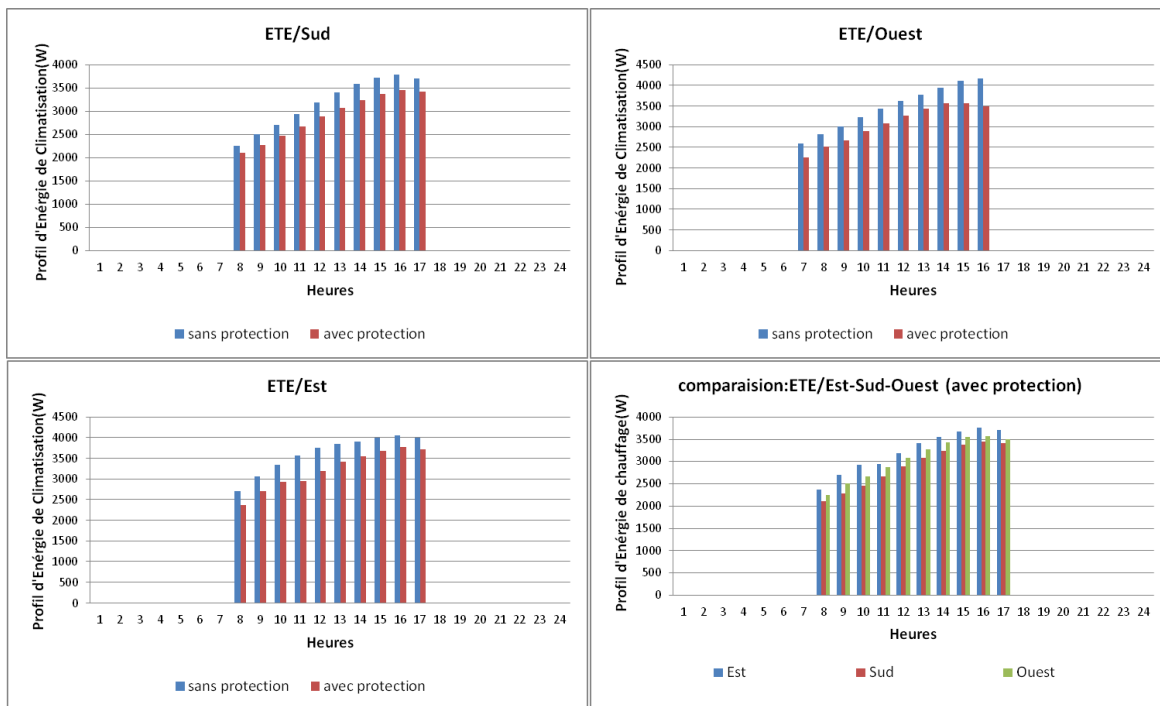 ETE/Sud
Profil d'Enérgie de Climatisation(W)
4000
3500
3000
2500
2000
1500
1000
500
0
1 2 3 4 5 6 7 8 9 10 11 12 13 14 15 16 17 18 19 20 21 22 23 24
Heures
sans protection avec protection
ETE/Ouest
Profil d'Enérgie de Climatisation(W)
4500
4000
3500
3000
2500
2000
1500
1000
500
0
1 2 3 4 5 6 7 8 9 10 11 12 13 14 15 16 17 18 19 20 21 22 23 24
Heures
sans protection avec protection
ETE/Est
Profil d'Enérgie de Climatisation(W)
4500
4000
3500
3000
2500
2000
1500
1000
500
0
1 2 3 4 5 6 7 8 9 10 11 12 13 14 15 16 17 18 19 20 21 22 23 24
Heures
sans protection avec protection
comparaision:ETE/Est-Sud-Ouest (avec protection)
Profil d'Enérgie de chauffage(W)
4000
3500
3000
2500
2000
1500
1000
500
0
1 2 3 4 5 6 7 8 9 10 11 12 13 14 15 16 17 18 19 20 21 22 23 24
Heures
Est Sud Ouest